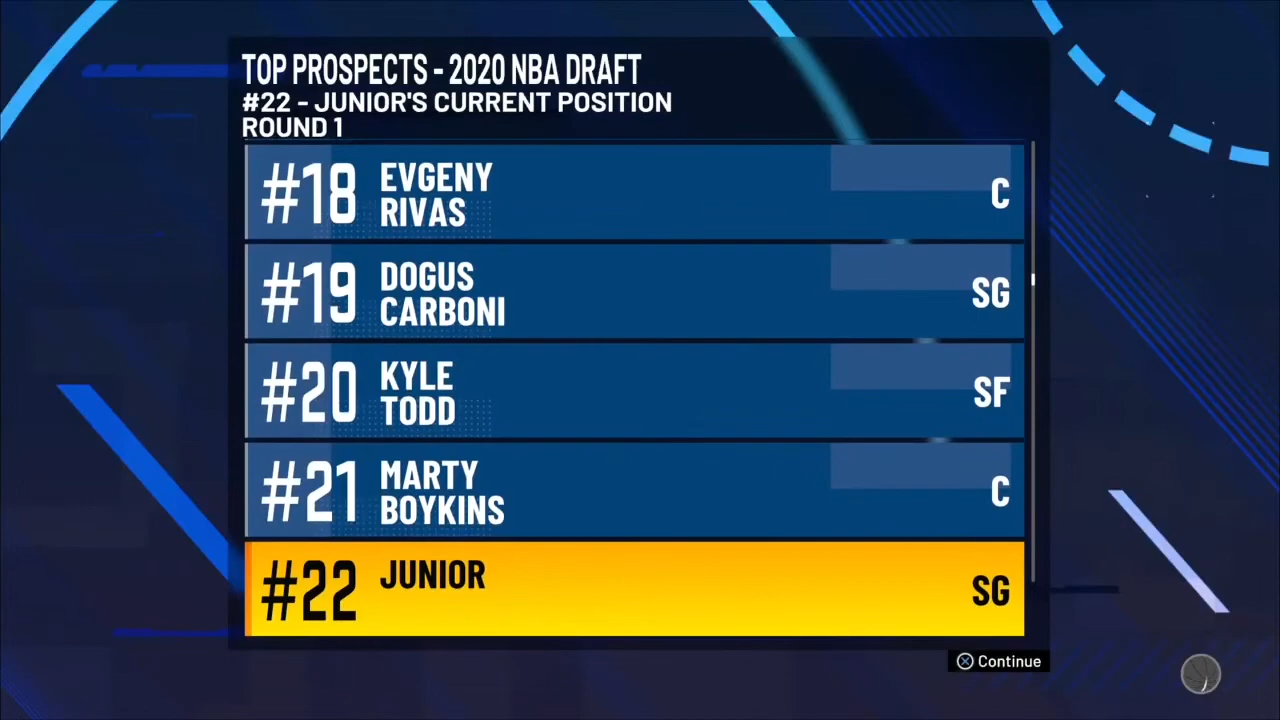 TOP PROSPECTS - 2020 NBA DRAFT
#22 - JUNIOR'S CURRENT POSITION
ROUND 1
#18 EVGENY RIVAS C
#19 DOGUS CARBONI SG
#20 KYLE TODD SF
#21 MARTY BOYKINS C
#22 JUNIOR SG
Continue